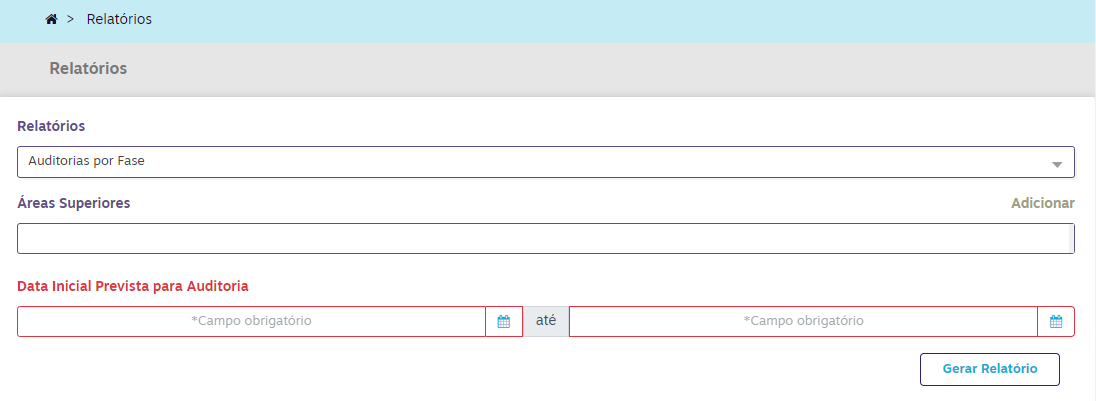 > Relatórios
Relatórios
Relatórios
Auditorias por Fase
Áreas Superiores Adicionar
Data Inicial Prevista para Auditoria
*Campo obrigatório até *Campo obrigatório
Gerar Relatório